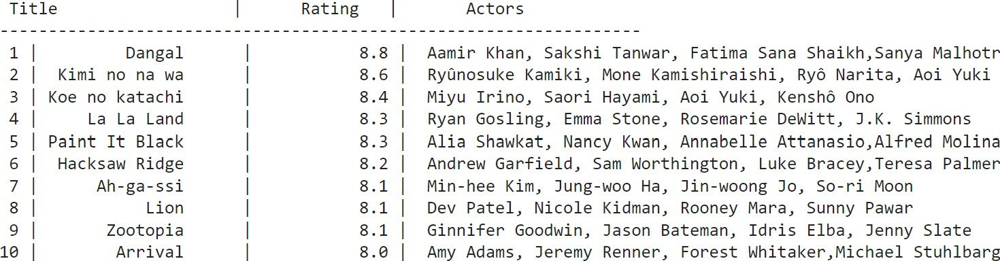 Title | Rating | Actors
------------------------------------------------------------------
1 | Dangal | 8.8 | Aamir Khan, Sakshi Tanwar, Fatima Sana Shaikh,Sanya Malhotr
2 | Kimi no na wa | 8.6 | Ryûnosuke Kamiki, Mone Kamishiraishi, Ryô Narita, Aoi Yuki
3 | Koe no katachi | 8.4 | Miyu Irino, Saori Hayami, Aoi Yuki, Kenshô Ono
4 | La La Land | 8.3 | Ryan Gosling, Emma Stone, Rosemarie DeWitt, J.K. Simmons
5 | Paint It Black | 8.3 | Alia Shawkat, Nancy Kwan, Annabelle Attanasio,Alfred Molina
6 | Hacksaw Ridge | 8.2 | Andrew Garfield, Sam Worthington, Luke Bracey,Teresa Palmer
7 | Ah-ga-ssi | 8.1 | Min-hee Kim, Jung-woo Ha, Jin-woong Jo, So-ri Moon
8 | Lion | 8.1 | Dev Patel, Nicole Kidman, Rooney Mara, Sunny Pawar
9 | Zootopia | 8.1 | Ginnifer Goodwin, Jason Bateman, Idris Elba, Jenny Slate
10 | Arrival | 8.0 | Amy Adams, Jeremy Renner, Forest Whitaker,Michael Stuhlbarg